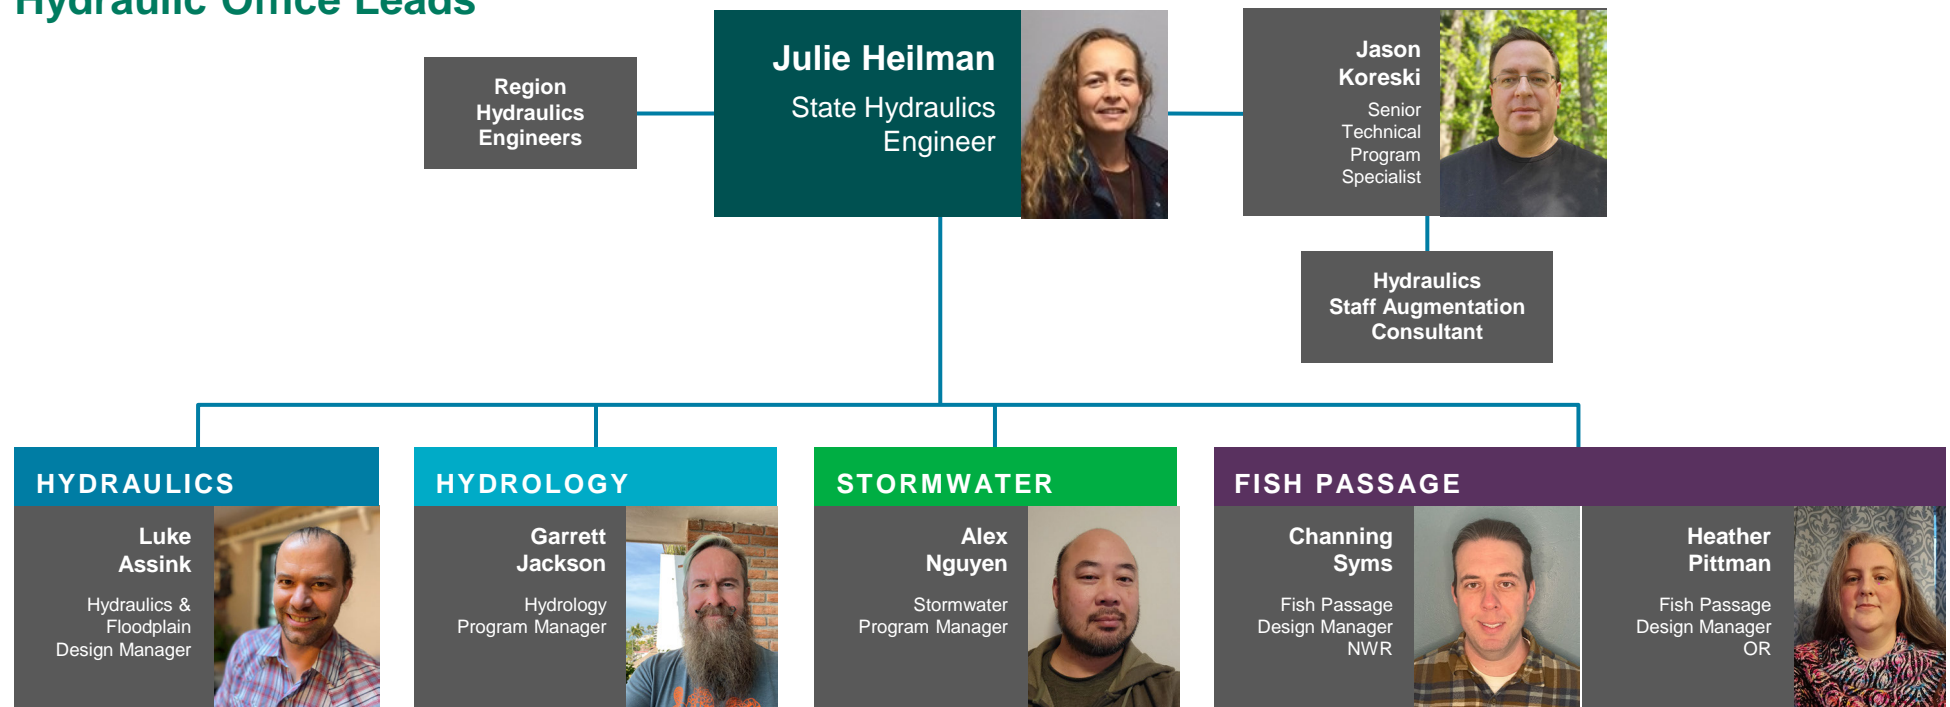 Hydraulic Office Leads
Region
Hydraulics
Engineers
Julie Heilman
State Hydraulics
Engineer
Jason
Koreski
Senior
Technical
Program
Specialist
Hydraulics
Staff Augmentation
Consultant
HYDRAULICS
Luke
Assink
Hydraulics &
Floodplain
Design Manager
HYDROLOGY
Garrett
Jackson
Hydrology
Program Manager
STORMWATER
Alex
Nguyen
Stormwater
Program Manager
FISH PASSAGE
Channing
Syms
Fish Passage
Design Manager
NWR
Heather
Pittman
Fish Passage
Design Manager
OR